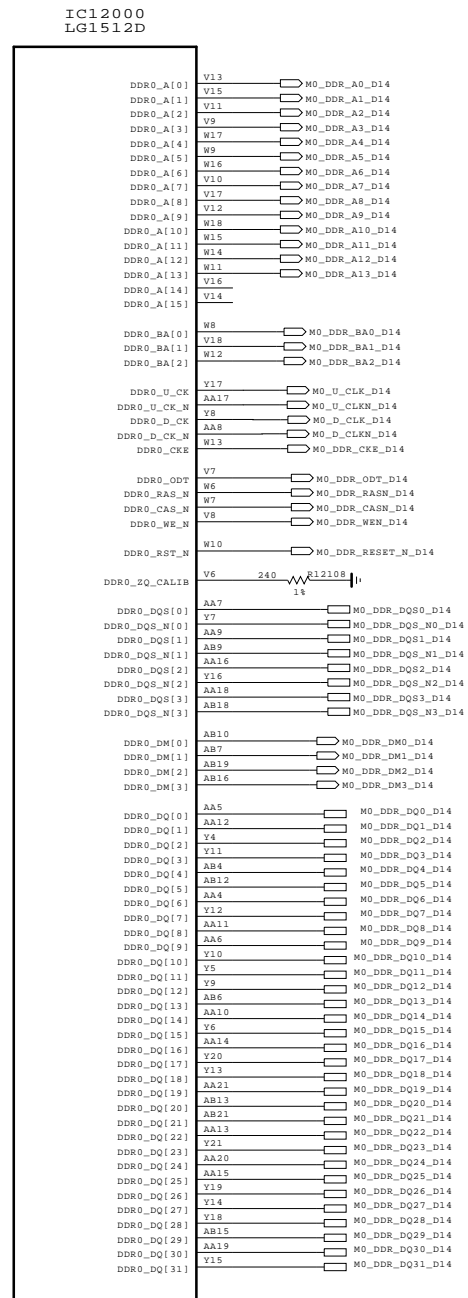 IC12000
LG1512D
DDR0_A[0] V13 M0_DDR_A0_D14
DDR0_A[1] V15 M0_DDR_A1_D14
DDR0_A[2] V11 M0_DDR_A2_D14
DDR0_A[3] V9 M0_DDR_A3_D14
DDR0_A[4] W17 M0_DDR_A4_D14
DDR0_A[5] W9 M0_DDR_A5_D14
DDR0_A[6] W16 M0_DDR_A6_D14
DDR0_A[7] V10 M0_DDR_A7_D14
DDR0_A[8] V17 M0_DDR_A8_D14
DDR0_A[9] V12 M0_DDR_A9_D14
DDR0_A[10] W18 M0_DDR_A10_D14
DDR0_A[11] W15 M0_DDR_A11_D14
DDR0_A[12] W14 M0_DDR_A12_D14
DDR0_A[13] W11 M0_DDR_A13_D14
DDR0_A[14] V16
DDR0_A[15] V14
DDR0_BA[0] W8 M0_DDR_BA0_D14
DDR0_BA[1] V18 M0_DDR_BA1_D14
DDR0_BA[2] W12 M0_DDR_BA2_D14
DDR0_U_CK Y17 M0_U_CLK_D14
DDR0_U_CK_N AA17 M0_U_CLKN_D14
DDR0_D_CK Y8 M0_D_CLK_D14
DDR0_D_CK_N AA8 M0_D_CLKN_D14
DDR0_CKE W13 M0_DDR_CKE_D14
DDR0_ODT V7 M0_DDR_ODT_D14
DDR0_RAS_N W6 M0_DDR_RASN_D14
DDR0_CAS_N W7 M0_DDR_CASN_D14
DDR0_WE_N V8 M0_DDR_WEN_D14
DDR0_RST_N W10 M0_DDR_RESET_N_D14
DDR0_ZQ_CALIB V6 240 R12108
1%
DDR0_DQS[0] AA7 M0_DDR_DQS0_D14
DDR0_DQS_N[0] Y7 M0_DDR_DQS_N0_D14
DDR0_DQS[1] AA9 M0_DDR_DQS1_D14
DDR0_DQS_N[1] AB9 M0_DDR_DQS_N1_D14
DDR0_DQS[2] AA16 M0_DDR_DQS2_D14
DDR0_DQS_N[2] Y16 M0_DDR_DQS_N2_D14
DDR0_DQS[3] AA18 M0_DDR_DQS3_D14
DDR0_DQS_N[3] AB18 M0_DDR_DQS_N3_D14
DDR0_DM[0] AB10 M0_DDR_DM0_D14
DDR0_DM[1] AB7 M0_DDR_DM1_D14
DDR0_DM[2] AB19 M0_DDR_DM2_D14
DDR0_DM[3] AB16 M0_DDR_DM3_D14
DDR0_DQ[0] AA5 M0_DDR_DQ0_D14
DDR0_DQ[1] AA12 M0_DDR_DQ1_D14
DDR0_DQ[2] Y4 M0_DDR_DQ2_D14
DDR0_DQ[3] Y11 M0_DDR_DQ3_D14
DDR0_DQ[4] AB4 M0_DDR_DQ4_D14
DDR0_DQ[5] AB12 M0_DDR_DQ5_D14
DDR0_DQ[6] AA4 M0_DDR_DQ6_D14
DDR0_DQ[7] Y12 M0_DDR_DQ7_D14
DDR0_DQ[8] AA11 M0_DDR_DQ8_D14
DDR0_DQ[9] AA6 M0_DDR_DQ9_D14
DDR0_DQ[10] Y10 M0_DDR_DQ10_D14
DDR0_DQ[11] Y5 M0_DDR_DQ11_D14
DDR0_DQ[12] Y9 M0_DDR_DQ12_D14
DDR0_DQ[13] AB6 M0_DDR_DQ13_D14
DDR0_DQ[14] AA10 M0_DDR_DQ14_D14
DDR0_DQ[15] Y6 M0_DDR_DQ15_D14
DDR0_DQ[16] AA14 M0_DDR_DQ16_D14
DDR0_DQ[17] Y20 M0_DDR_DQ17_D14
DDR0_DQ[18] Y13 M0_DDR_DQ18_D14
DDR0_DQ[19] AA21 M0_DDR_DQ19_D14
DDR0_DQ[20] AB13 M0_DDR_DQ20_D14
DDR0_DQ[21] AB21 M0_DDR_DQ21_D14
DDR0_DQ[22] AA13 M0_DDR_DQ22_D14
DDR0_DQ[23] Y21 M0_DDR_DQ23_D14
DDR0_DQ[24] AA20 M0_DDR_DQ24_D14
DDR0_DQ[25] AA15 M0_DDR_DQ25_D14
DDR0_DQ[26] Y19 M0_DDR_DQ26_D14
DDR0_DQ[27] Y14 M0_DDR_DQ27_D14
DDR0_DQ[28] Y18 M0_DDR_DQ28_D14
DDR0_DQ[29] AB15 M0_DDR_DQ29_D14
DDR0_DQ[30] AA19 M0_DDR_DQ30_D14
DDR0_DQ[31] Y15 M0_DDR_DQ31_D14